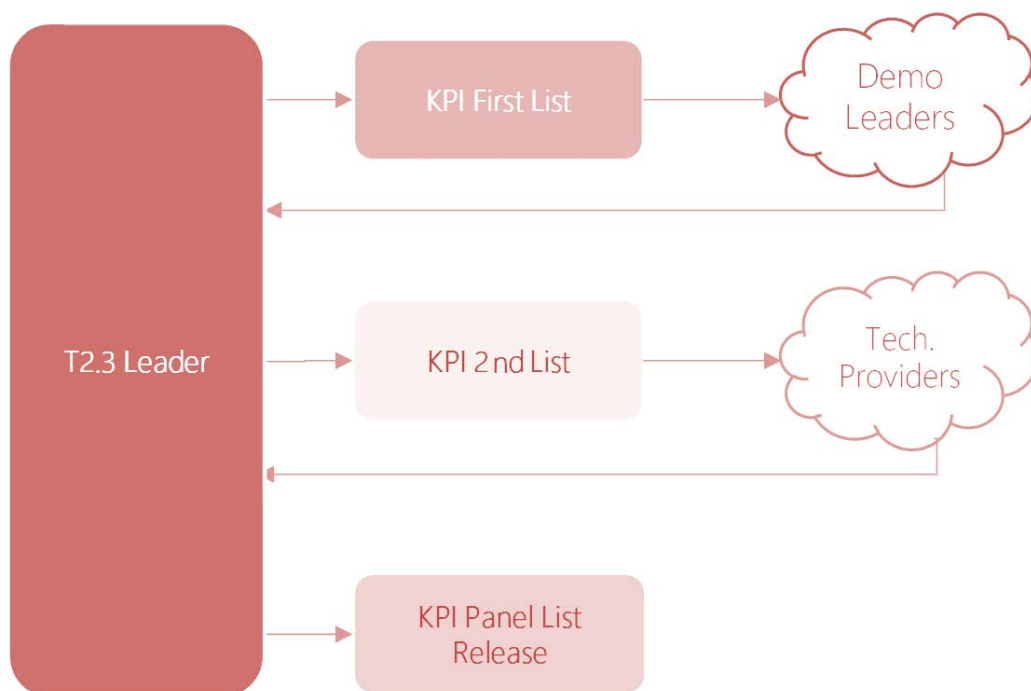 KPI First List
Demo
Leaders
T2.3 Leader
KPI 2nd List
Tech.
Providers
KPI Panel List
Release